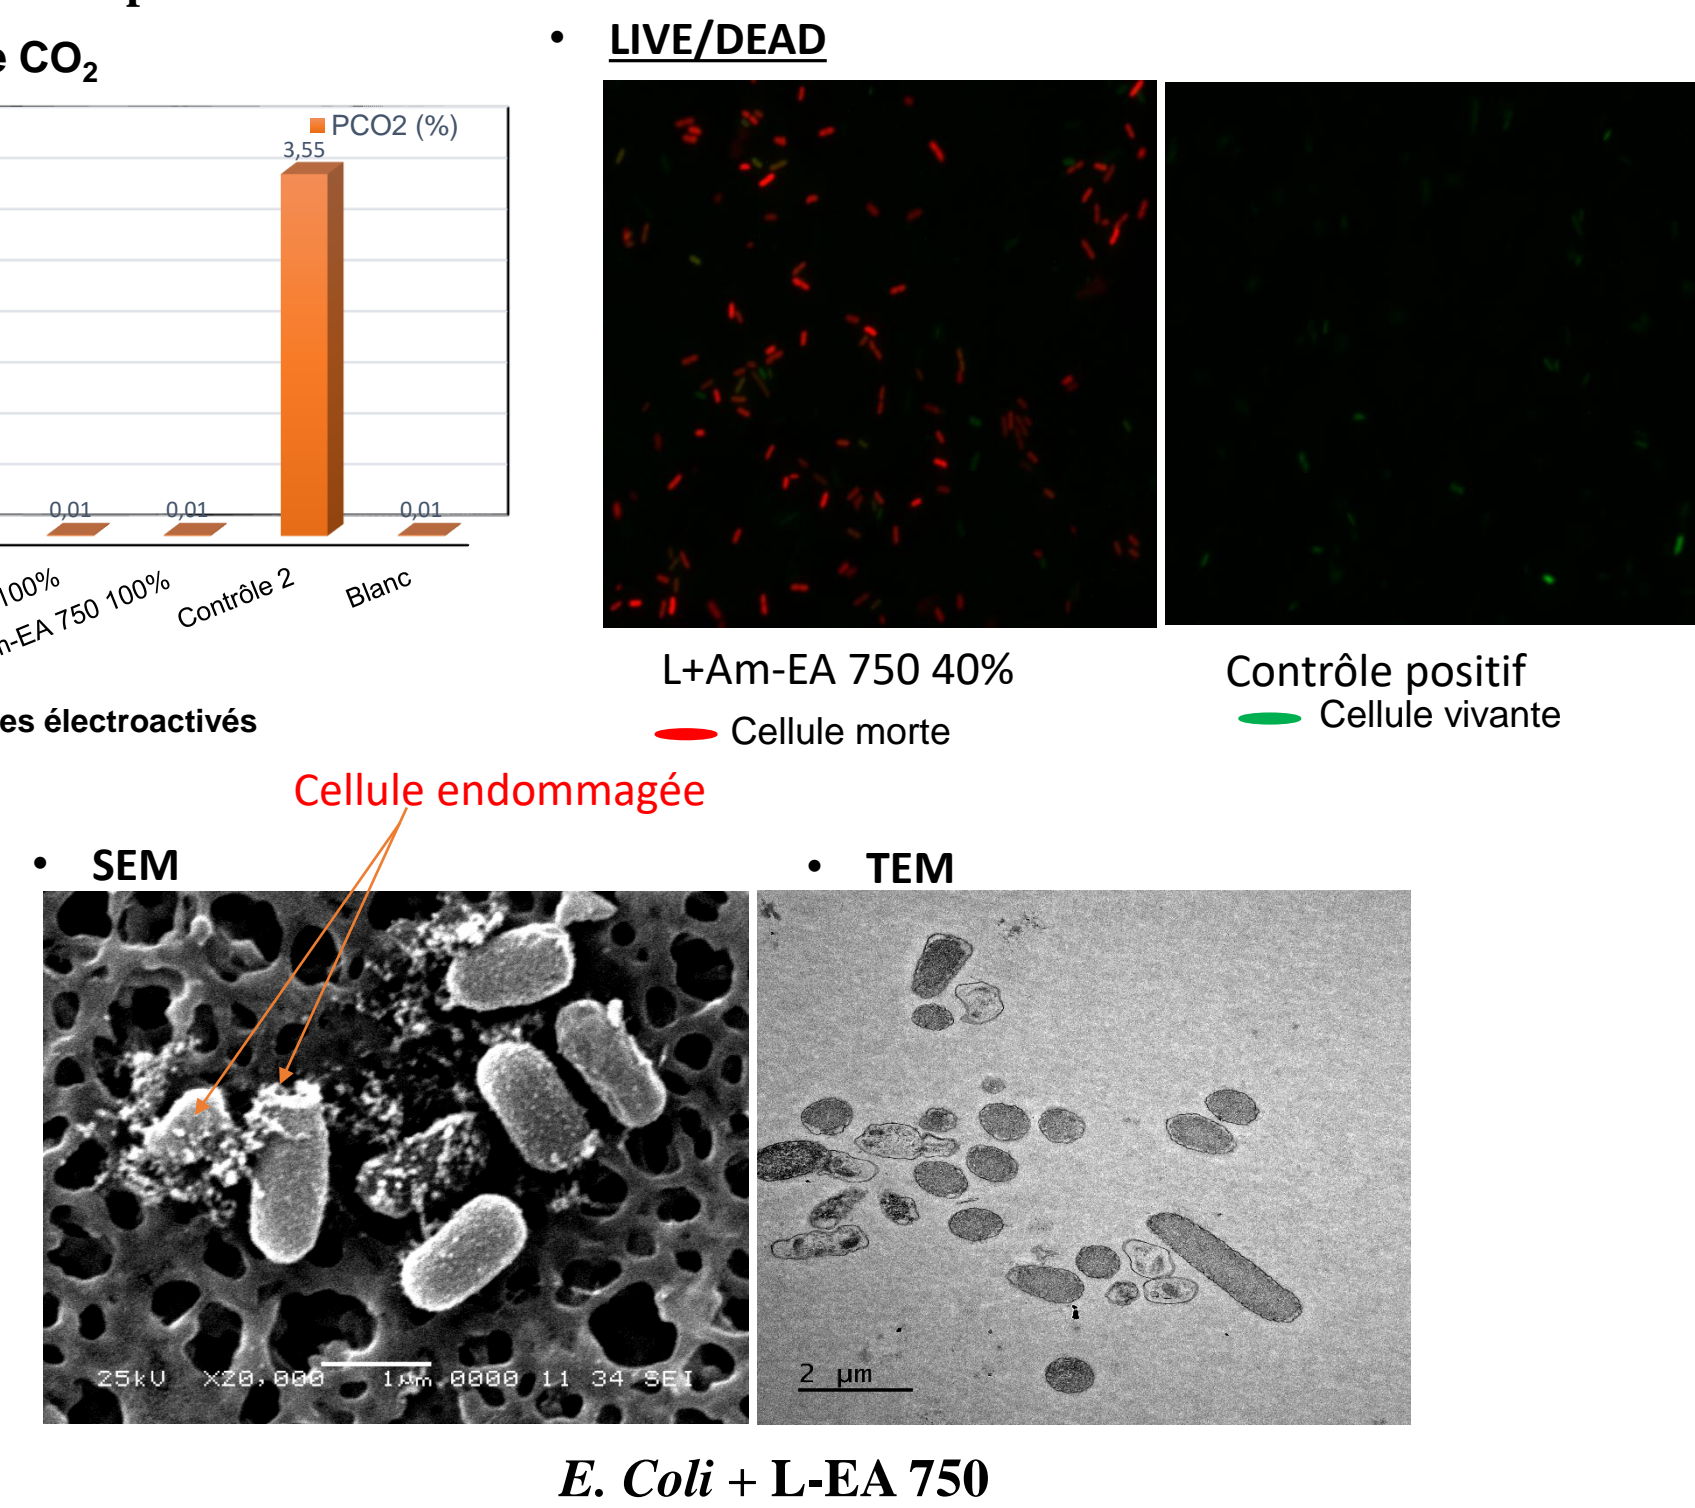 e CO₂
PCO2 (%)
3,55
0,01
0,01
0,01
100%
-EA 750 100%
Contrôle 2
Blanc
es électroactivés
• LIVE/DEAD
L+Am-EA 750 40%
Cellule morte
Contrôle positif
Cellule vivante
Cellule endommagée
• SEM
25kV X20,000 1µm 0000 11 34 SEI
• TEM
2 µm
E. Coli + L-EA 750